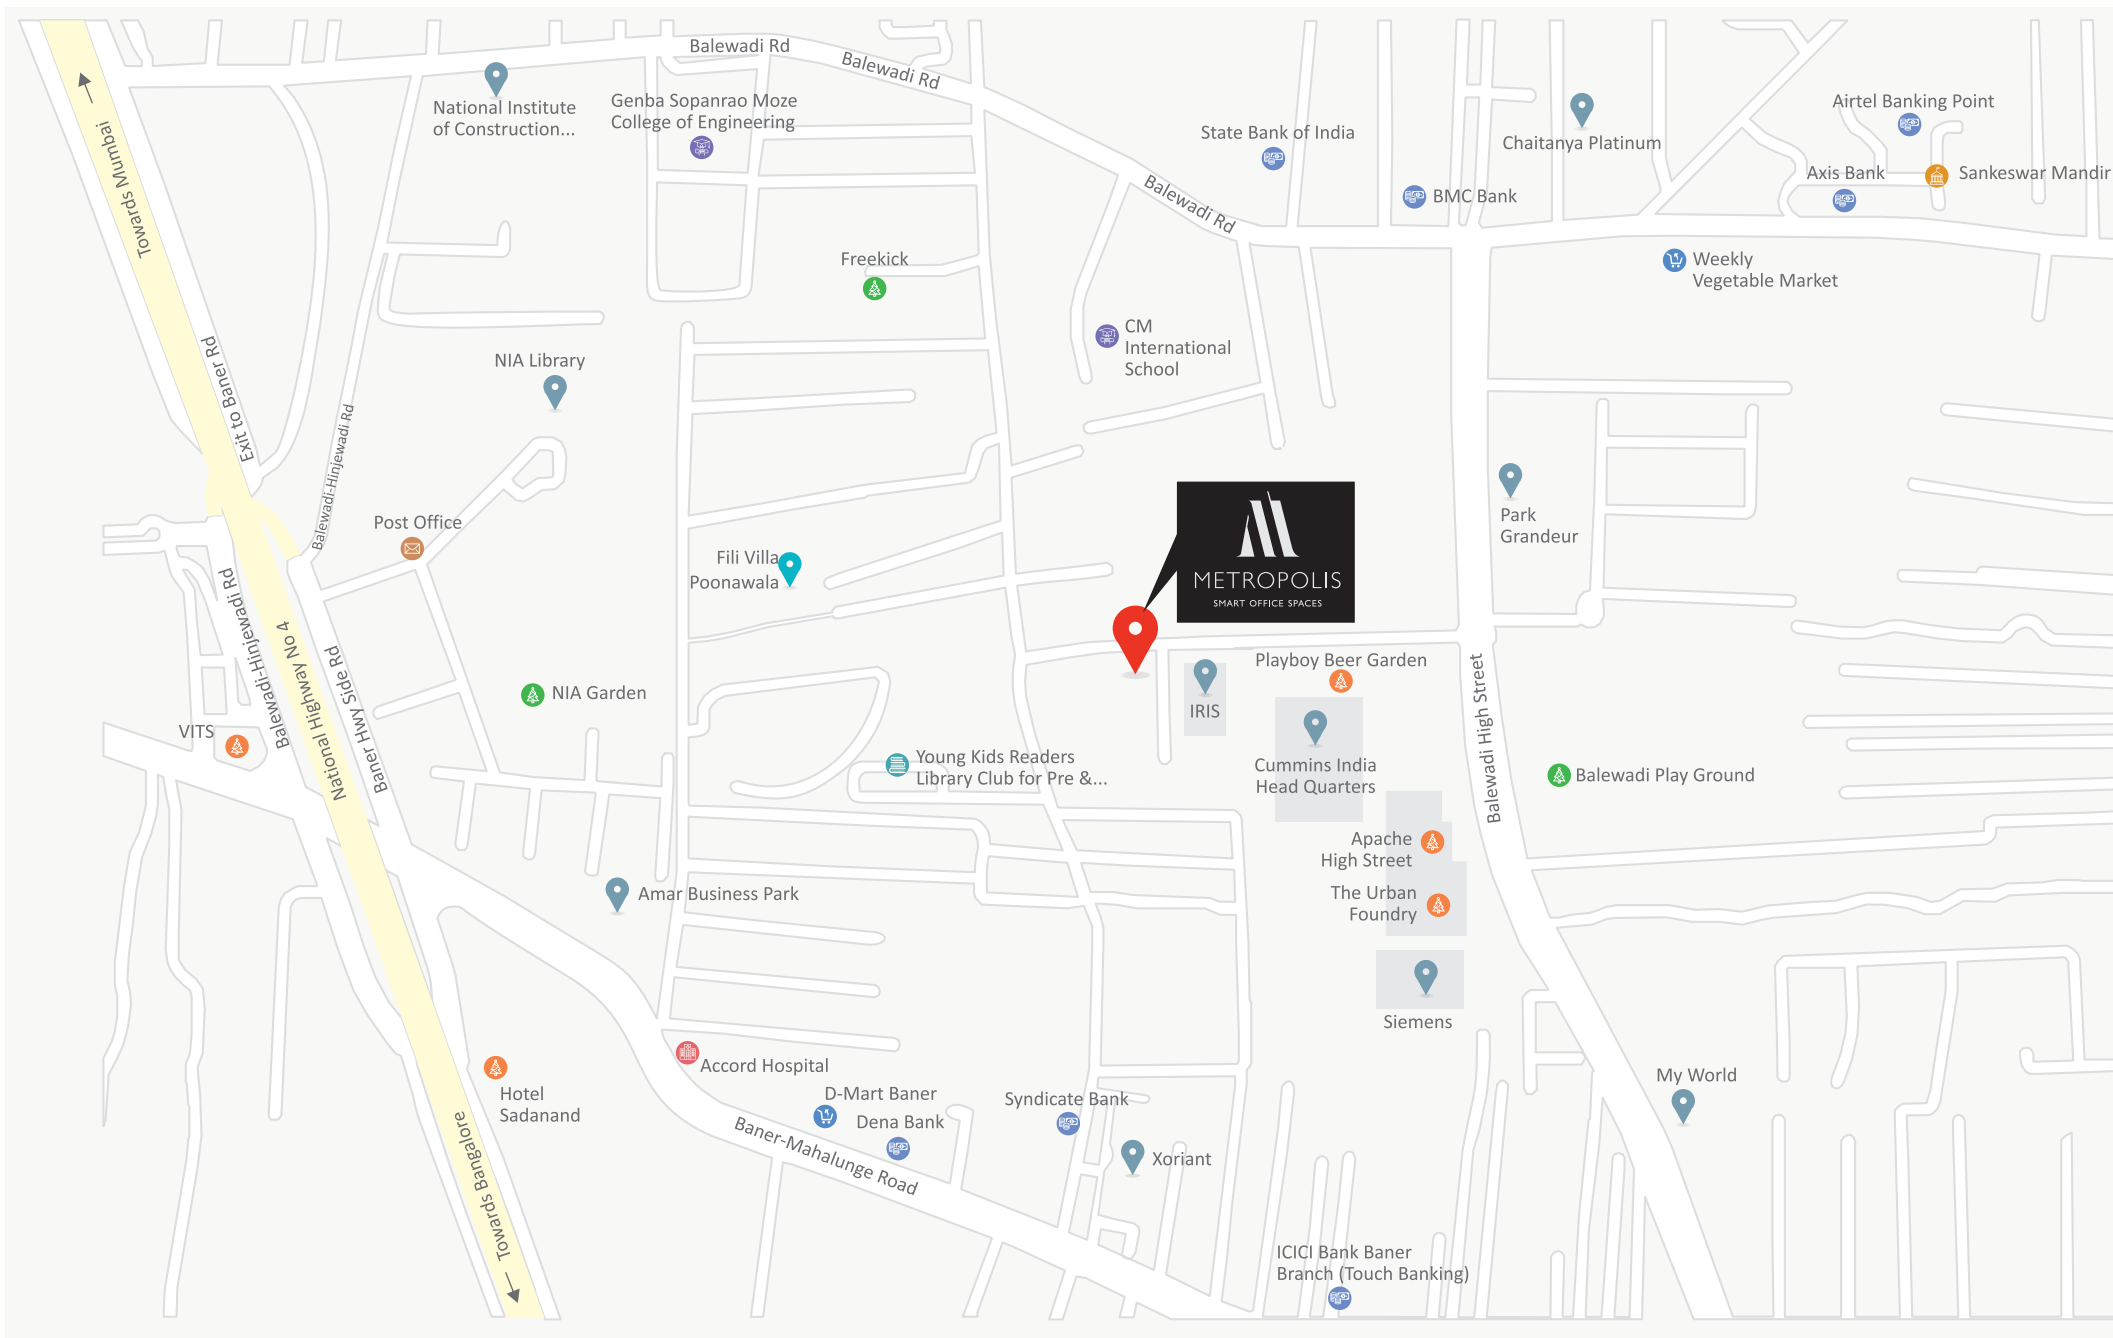 Balewadi Rd
Balewadi Rd
National Institute
of Construction...
Genba Sopanrao Moze
College of Engineering
State Bank of India
Chaitanya Platinum
Airtel Banking Point
Towards Mumbai
Axis Bank
Sankeswar Mandir
BMC Bank
Balewadi Rd
Freekick
Weekly
Vegetable Market
CM
International
School
Exit to Baner Rd
NIA Library
Balewadi-Hinjewadi Rd
Park
Grandeur
Post Office
METROPOLIS
SMART OFFICE SPACES
Fili Villa
Poonawala
Balewadi-Hinjewadi Rd
National Highway No 4
Baner Hwy Side Rd
Playboy Beer Garden
NIA Garden
IRIS
VITS
Balewadi High Street
Young Kids Readers
Library Club for Pre &...
Cummins India
Head Quarters
Balewadi Play Ground
Apache
High Street
Amar Business Park
The Urban
Foundry
Siemens
Accord Hospital
Hotel
Sadanand
D-Mart Baner
Dena Bank
Syndicate Bank
My World
Towards Bangalore
Baner-Mahalunge Road
Xoriant
ICICI Bank Baner
Branch (Touch Banking)